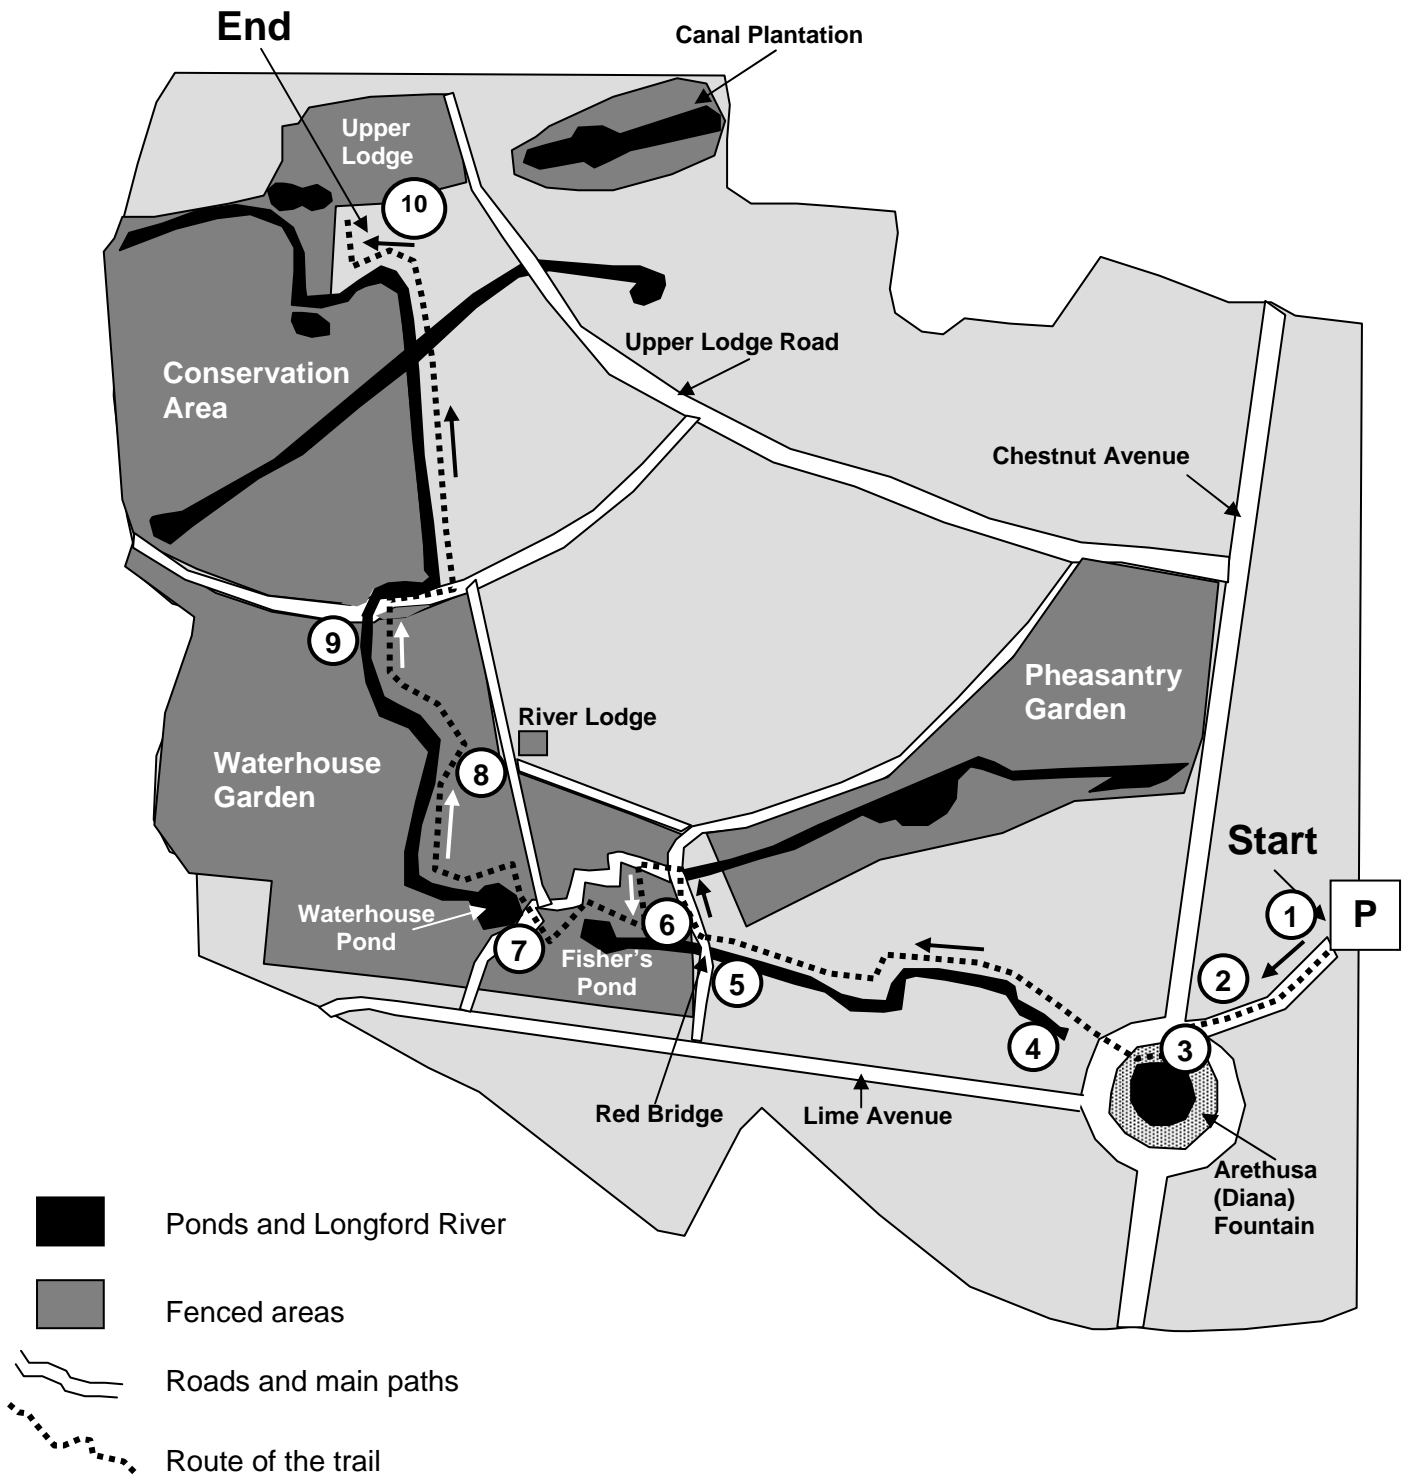 End
Canal Plantation
Upper
Lodge
10
Upper Lodge Road
Conservation
Area
Chestnut Avenue
9
Pheasantry
Garden
River Lodge
Waterhouse
Garden
8
Start
1
P
Waterhouse
Pond
6
7
Fisher's
Pond
5
2
4
3
Red Bridge
Lime Avenue
Arethusa
(Diana)
Fountain
Ponds and Longford River
Fenced areas
Roads and main paths
Route of the trail